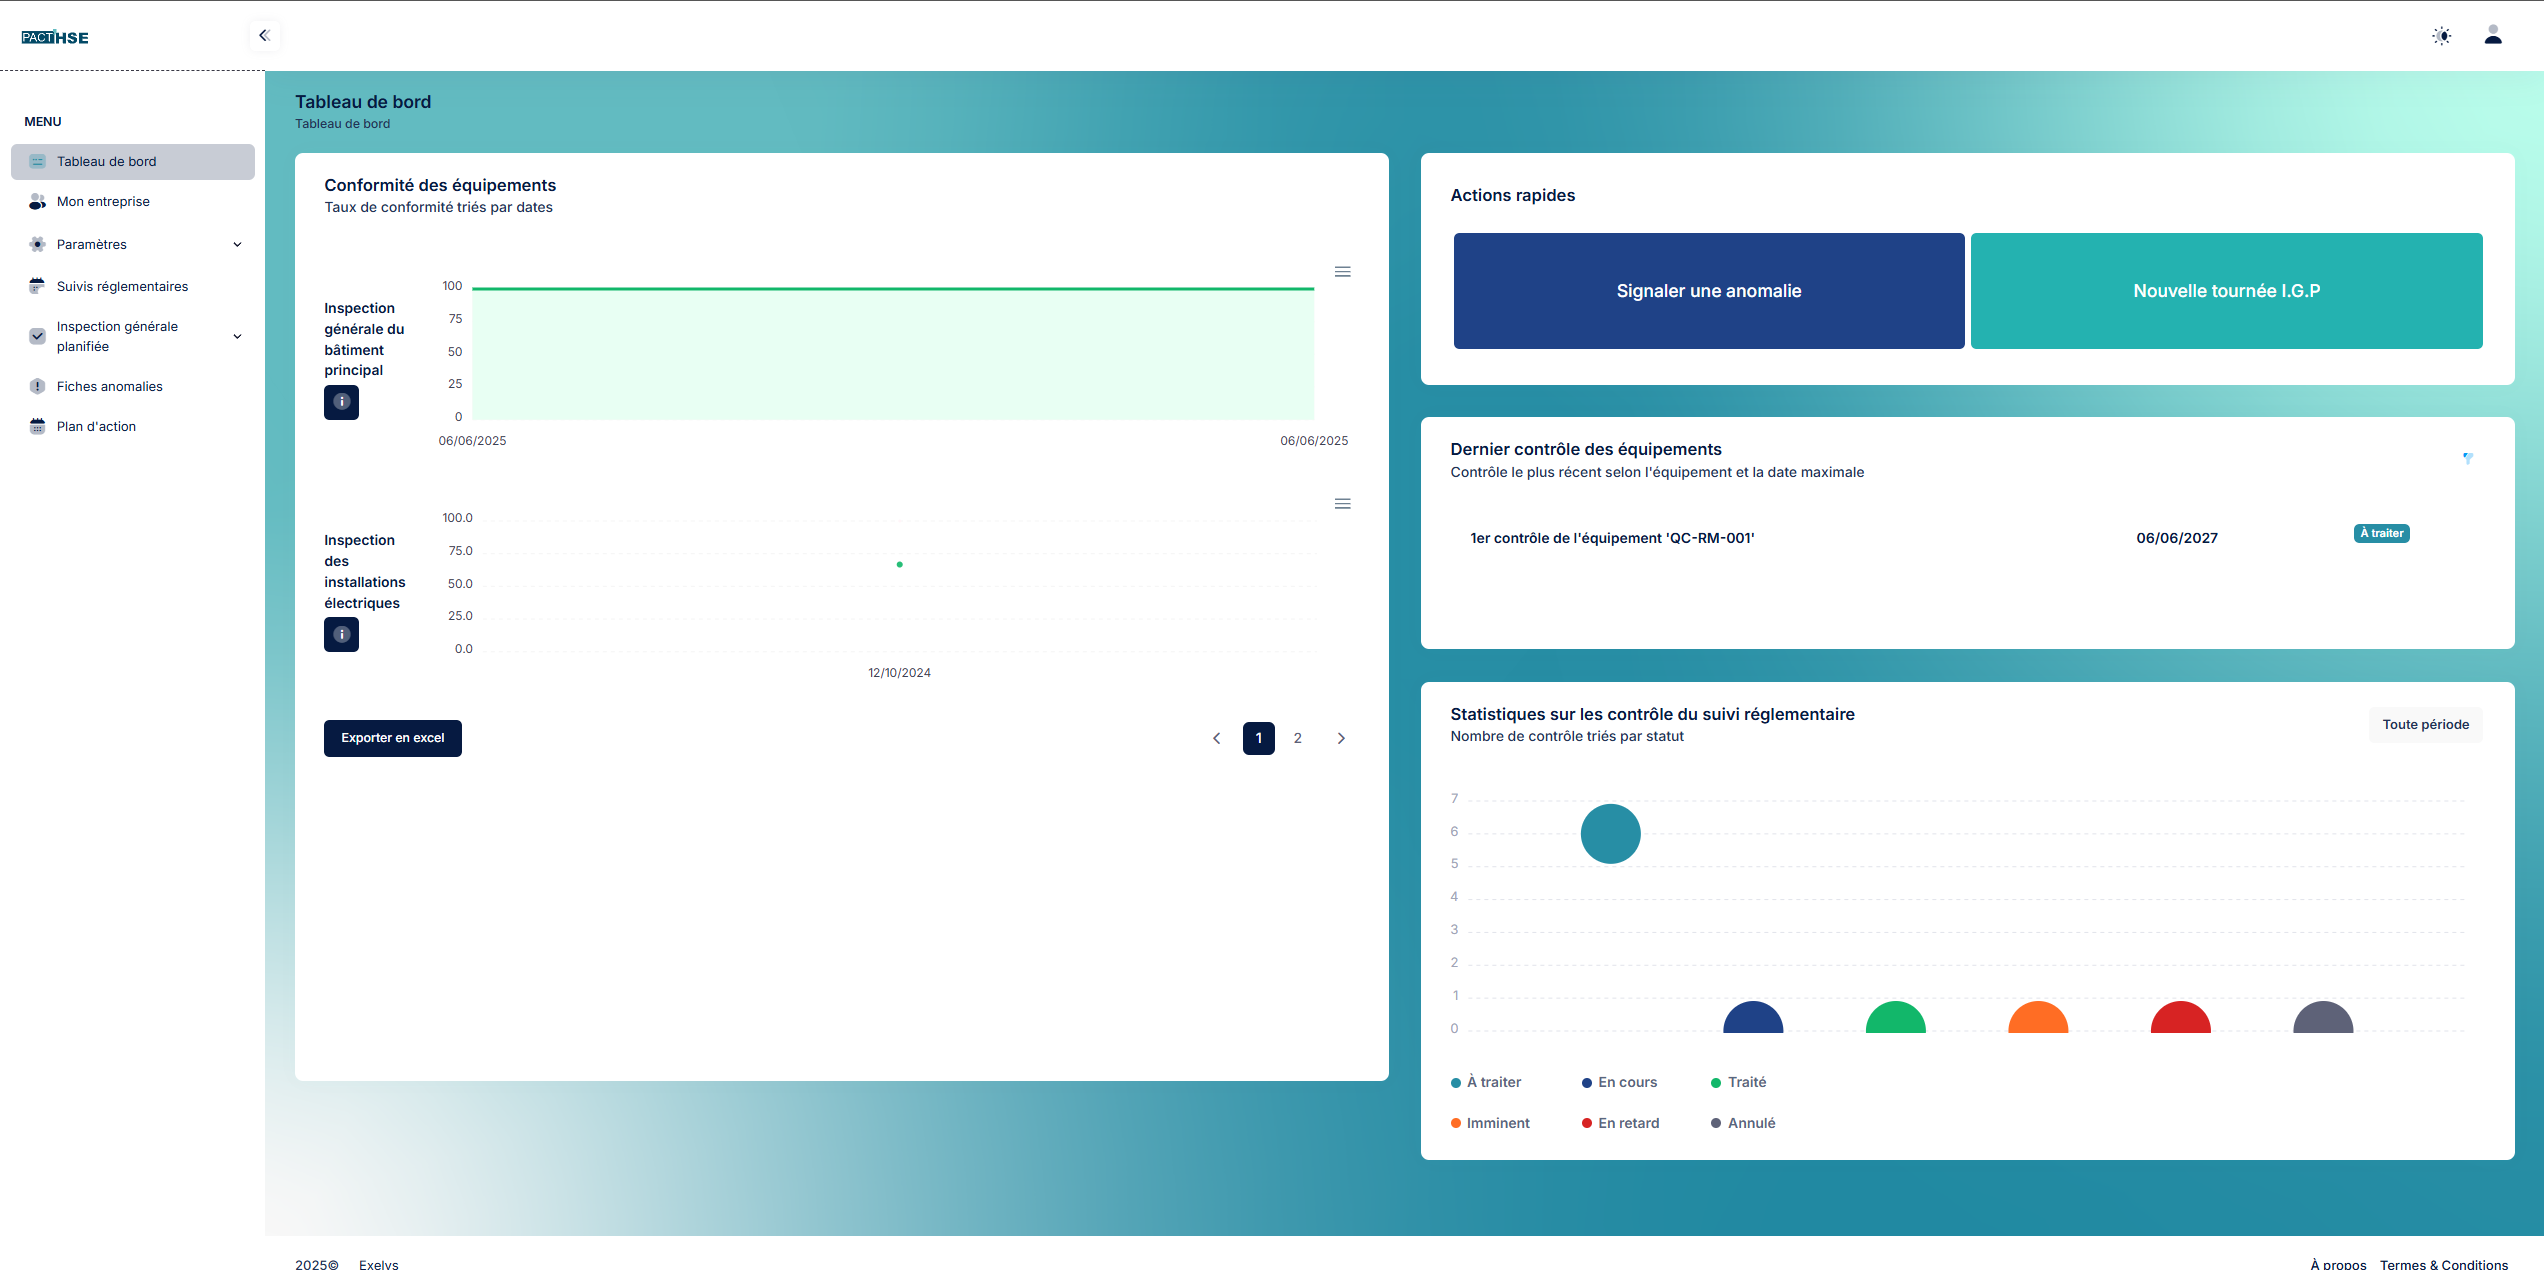 PACT HSE
MENU
Tableau de bord
Mon entreprise
Paramètres
Suivis réglementaires
Inspection générale
planifiée
Fiches anomalies
Plan d'action
Tableau de bord
Tableau de bord
Conformité des équipements
Taux de conformité triés par dates
Inspection
générale du
bâtiment
principal
100
75
50
25
0
06/06/2025
06/06/2025
Inspection
des
installations
électriques
100.0
75.0
50.0
25.0
0.0
12/10/2024
Exporter en excel
1
2
Actions rapides
Signaler une anomalie
Nouvelle tournée I.G.P
Dernier contrôle des équipements
Contrôle le plus récent selon l'équipement et la date maximale
1er contrôle de l'équipement 'QC-RM-001'
06/06/2027
À traiter
Statistiques sur les contrôle du suivi réglementaire
Nombre de contrôle triés par statut
Toute période
7
6
5
4
3
2
1
0
À traiter
En cours
Traité
Imminent
En retard
Annulé
2025©
Exelys
À propos
Termes & Conditions